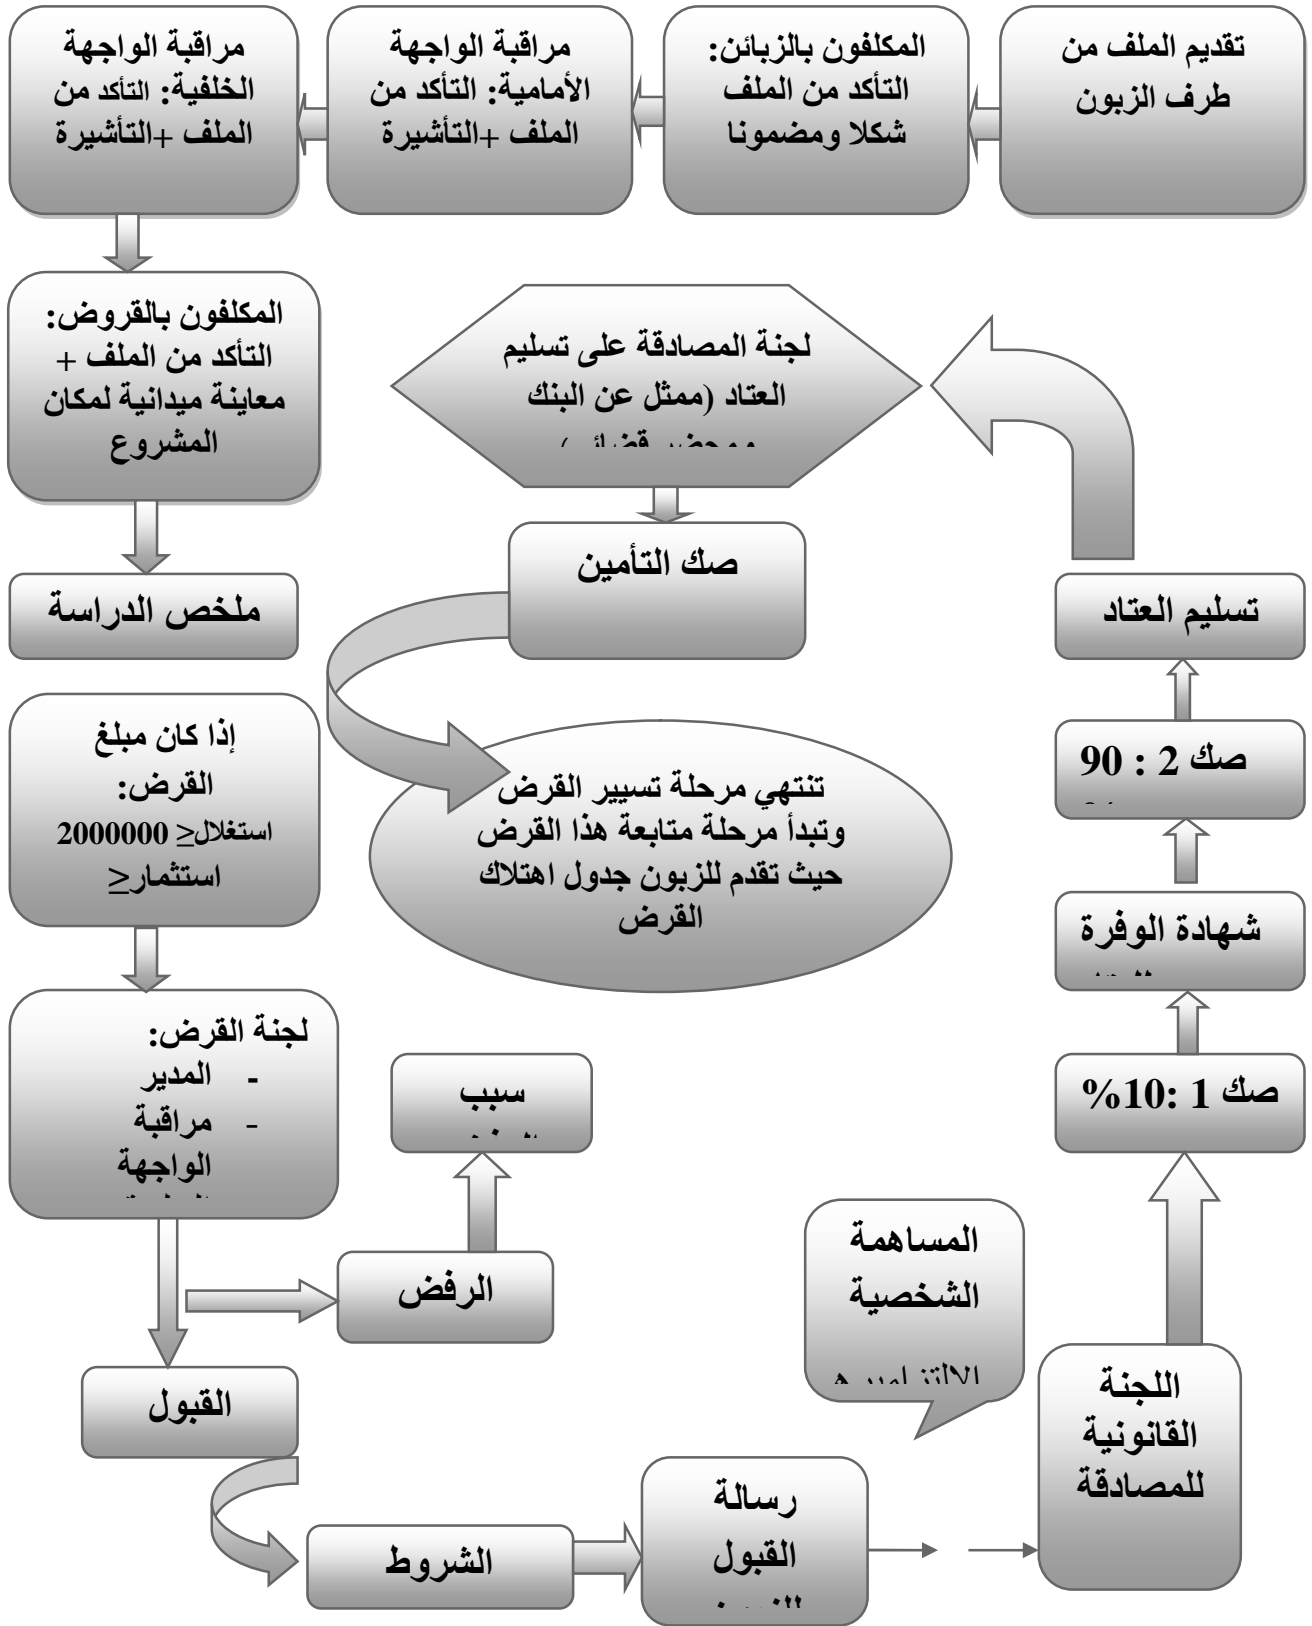 تقديم الملف من
طرف الزبون
المكلفون بالزبائن:
التأكد من الملف
شكلا ومضمونا
مراقبة الواجهة
الأمامية: التأكد من
الملف +التأشيرة
مراقبة الواجهة
الخلفية: التأكد من
الملف +التأشيرة
المكلفون بالقروض:
التأكد من الملف +
معاينة ميدانية لمكان
المشروع
ملخص الدراسة
إذا كان مبلغ
القرض:
استغلال≤ 2000000
استثمار≤
لجنة القرض:
- المدير
- مراقبة
الواجهة
الرفض
سبب
القبول
الشروط
رسالة
القبول
المساهمة
الشخصية
اللجنة
القانونية
للمصادقة
صك 1 :10%
شهادة الوفرة
صك 2 : 90
تسليم العتاد
لجنة المصادقة على تسليم
العتاد (ممثل عن البنك
صك التأمين
تنتهي مرحلة تسيير القرض
وتبدأ مرحلة متابعة هذا القرض
حيث تقدم للزبون جدول اهتلاك
القرض